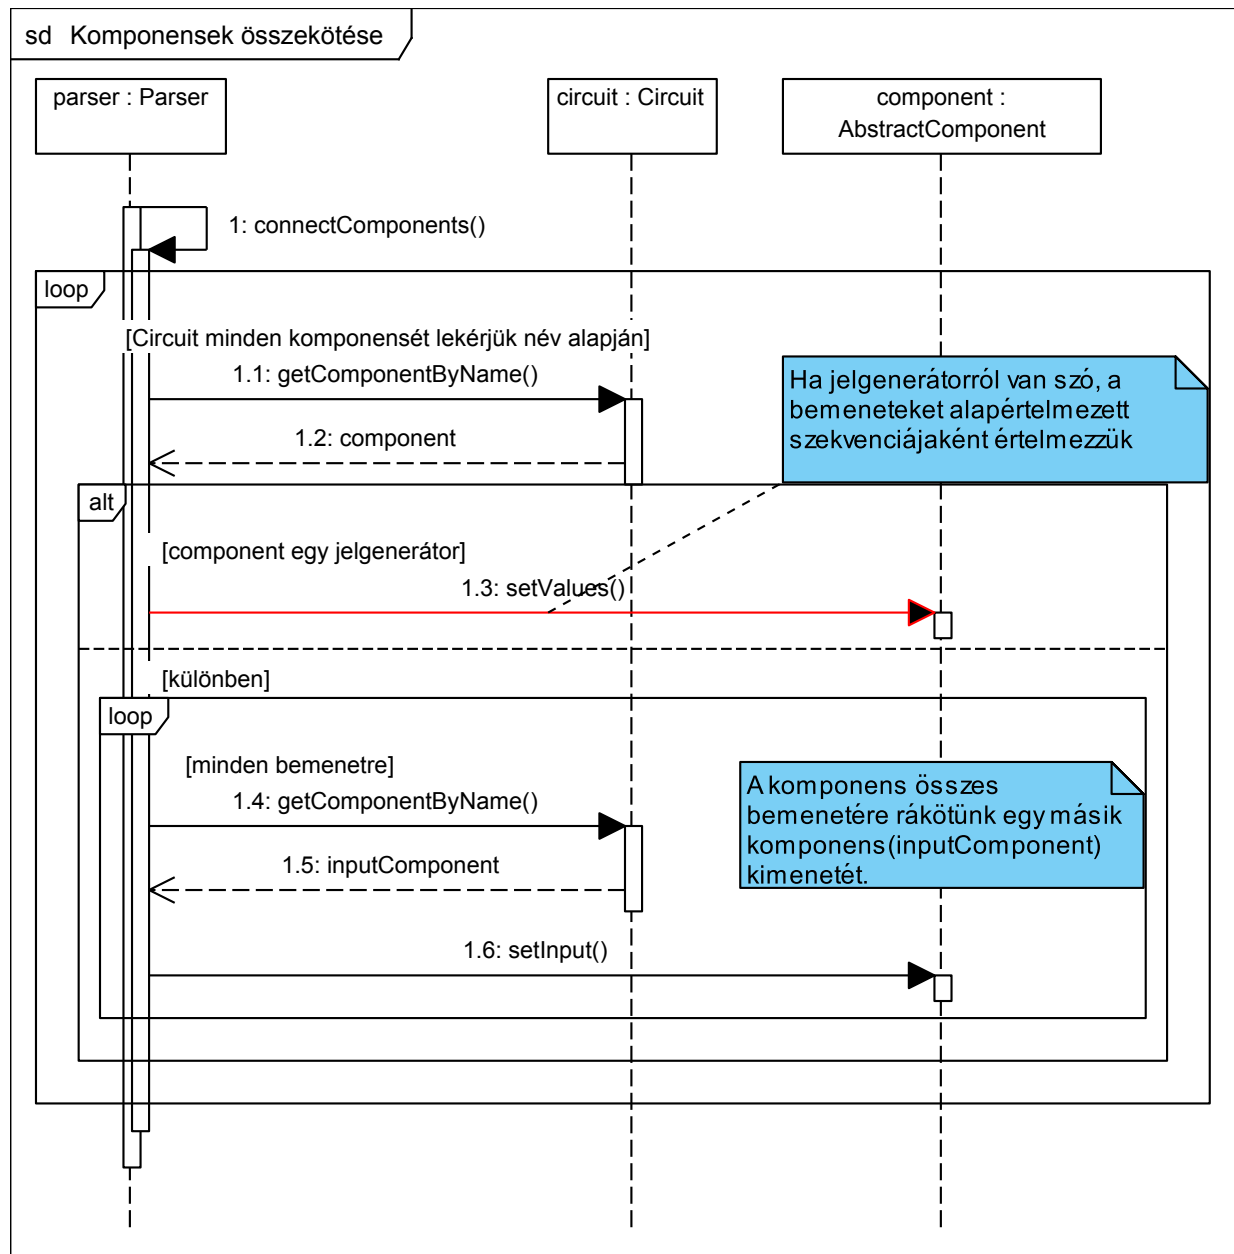 sd Komponensek összekötése
parser : Parser
circuit : Circuit
component :
AbstractComponent
1: connectComponents()
loop
[Circuit minden komponensét lekérjük név alapján]
1.1: getComponentByName()
Ha jelgenerátorról van szó, a
bemeneteket alapértelmezett
szekvenciájaként értelmezzük
1.2: component
alt
[component egy jelgenerátor]
1.3: setValues()
[különben]
loop
[minden bemenetre]
1.4: getComponentByName()
A komponens összes
bemenetére rákötünk egy másik
komponens(inputComponent)
kimenetét.
1.5: inputComponent
1.6: setInput()